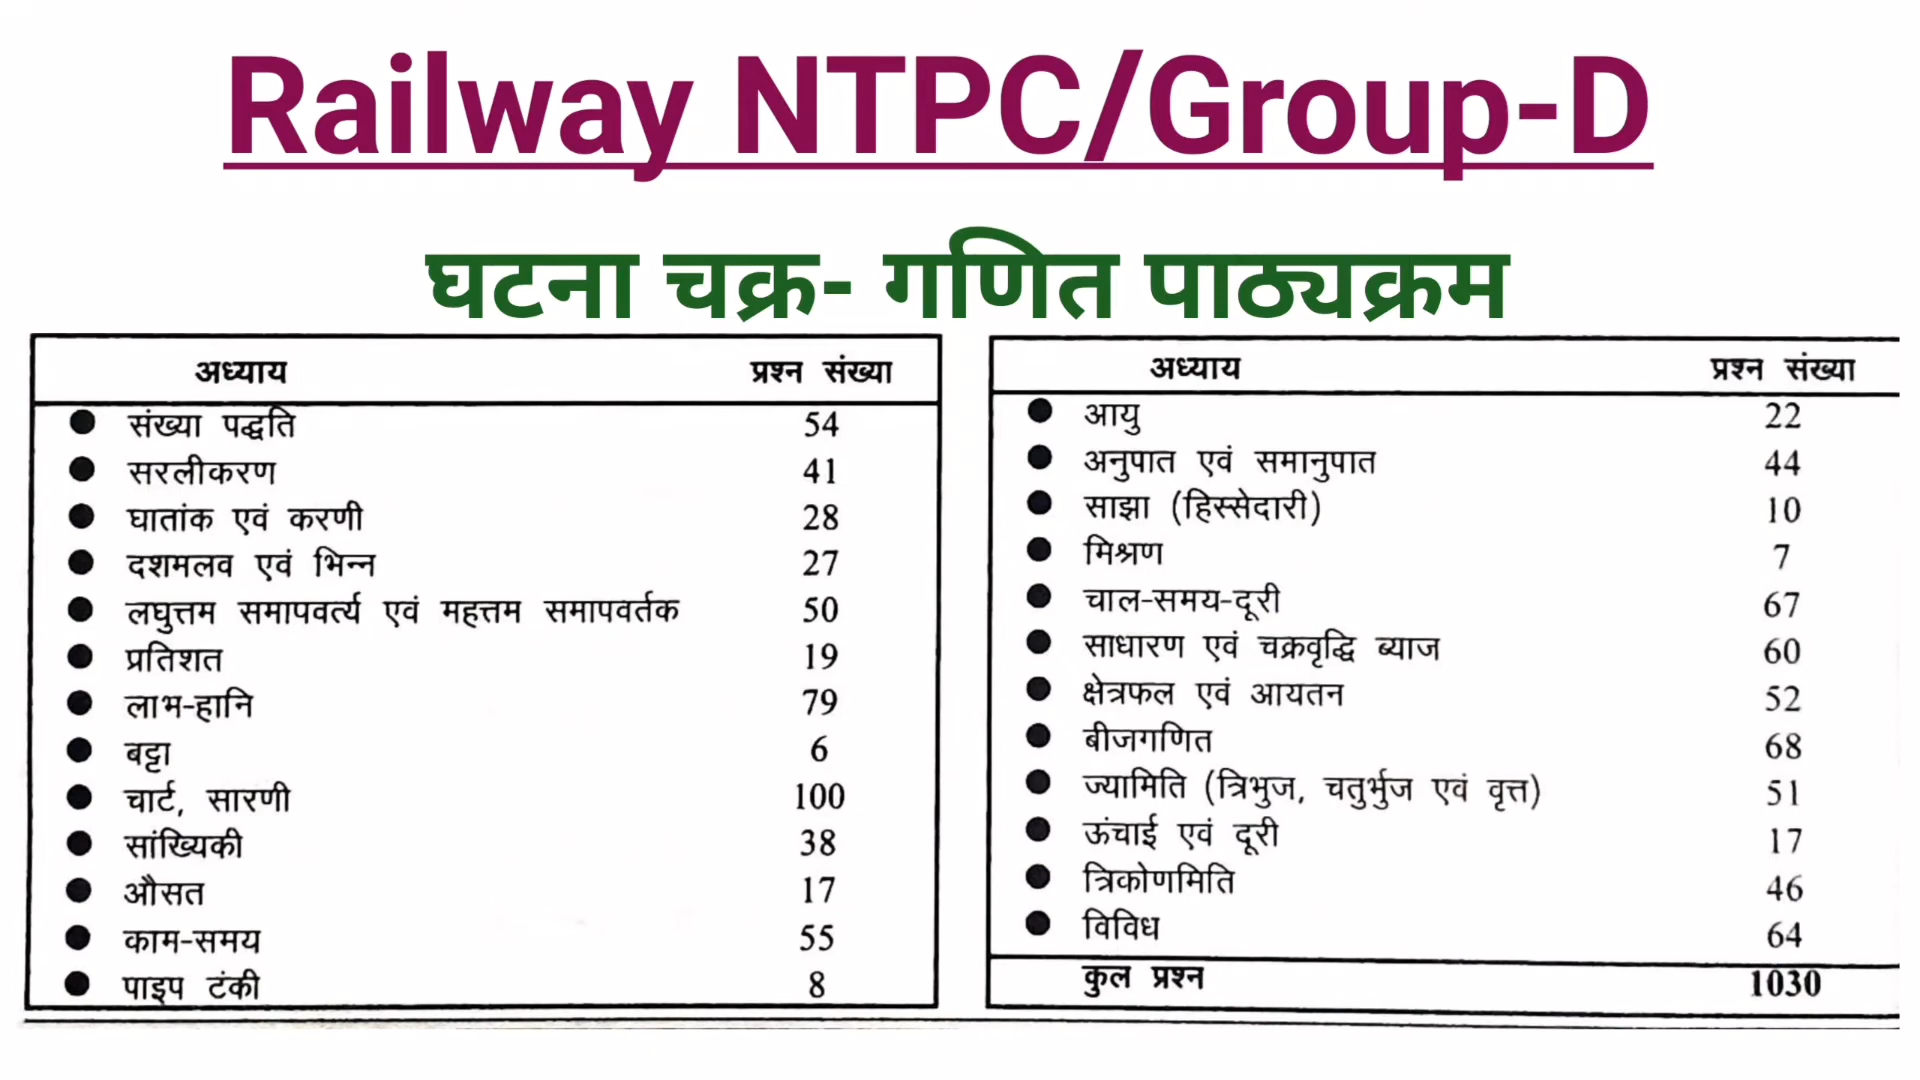 Railway NTPC/Group-D
घटना चक्र- गणित पाठ्यक्रम
अध्याय प्रश्न संख्या
● संख्या पद्धति 54
● सरलीकरण 41
● घातांक एवं करणी 28
● दशमलव एवं भिन्न 27
● लघुत्तम समापवर्त्य एवं महत्तम समापवर्तक 50
● प्रतिशत 19
● लाभ-हानि 79
● बट्टा 6
● चार्ट, सारणी 100
● सांख्यिकी 38
● औसत 17
● काम-समय 55
● पाइप टंकी 8
अध्याय प्रश्न संख्या
● आयु 22
● अनुपात एवं समानुपात 44
● साझा (हिस्सेदारी) 10
● मिश्रण 7
● चाल-समय-दूरी 67
● साधारण एवं चक्रवृद्धि ब्याज 60
● क्षेत्रफल एवं आयतन 52
● बीजगणित 68
● ज्यामिति (त्रिभुज, चतुर्भुज एवं वृत्त) 51
● ऊंचाई एवं दूरी 17
● त्रिकोणमिति 46
● विविध 64
कुल प्रश्न 1030